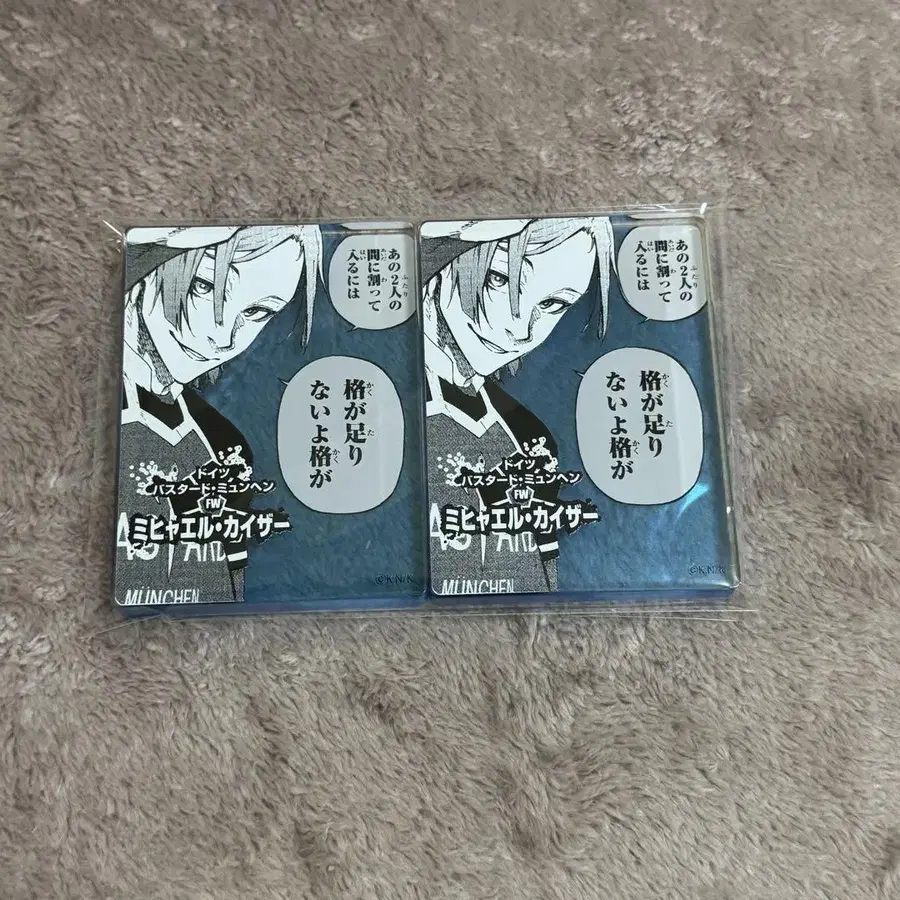 あの2人の
間に割って
入るには
格が足り
ないよ格が
ドイツ
バスタード・ミュンヘン
FW
ミヒャエル・カイザー
MÜNCHEN
あの2人の
間に割って
入るには
格が足り
ないよ格が
ドイツ
バスタード・ミュンヘン
FW
ミヒャエル・カイザー
MÜNCHEN